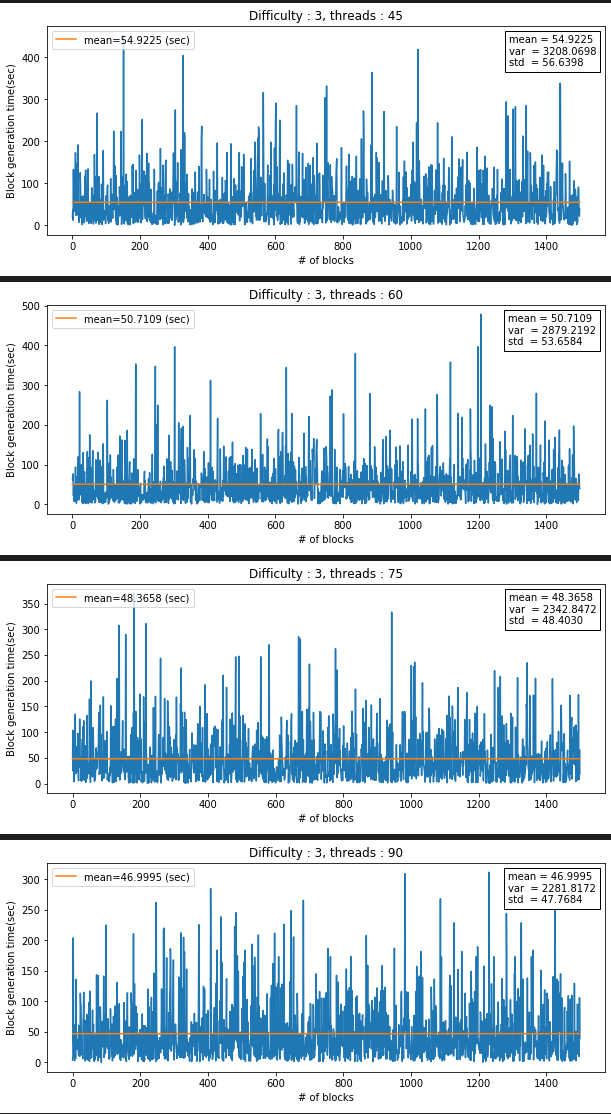 Difficulty : 3, threads : 45
mean=54.9225 (sec)
mean = 54.9225
var = 3208.0698
std = 56.6398
Block generation time(sec)
400
300
200
100
0
0 200 400 600 800 1000 1200 1400
# of blocks
Difficulty : 3, threads : 60
mean=50.7109 (sec)
mean = 50.7109
var = 2879.2192
std = 53.6584
Block generation time(sec)
500
400
300
200
100
0
0 200 400 600 800 1000 1200 1400
# of blocks
Difficulty : 3, threads : 75
mean=48.3658 (sec)
mean = 48.3658
var = 2342.8472
std = 48.4030
Block generation time(sec)
350
300
250
200
150
100
50
0
0 200 400 600 800 1000 1200 1400
# of blocks
Difficulty : 3, threads : 90
mean=46.9995 (sec)
mean = 46.9995
var = 2281.8172
std = 47.7684
Block generation time(sec)
300
250
200
150
100
50
0
0 200 400 600 800 1000 1200 1400
# of blocks